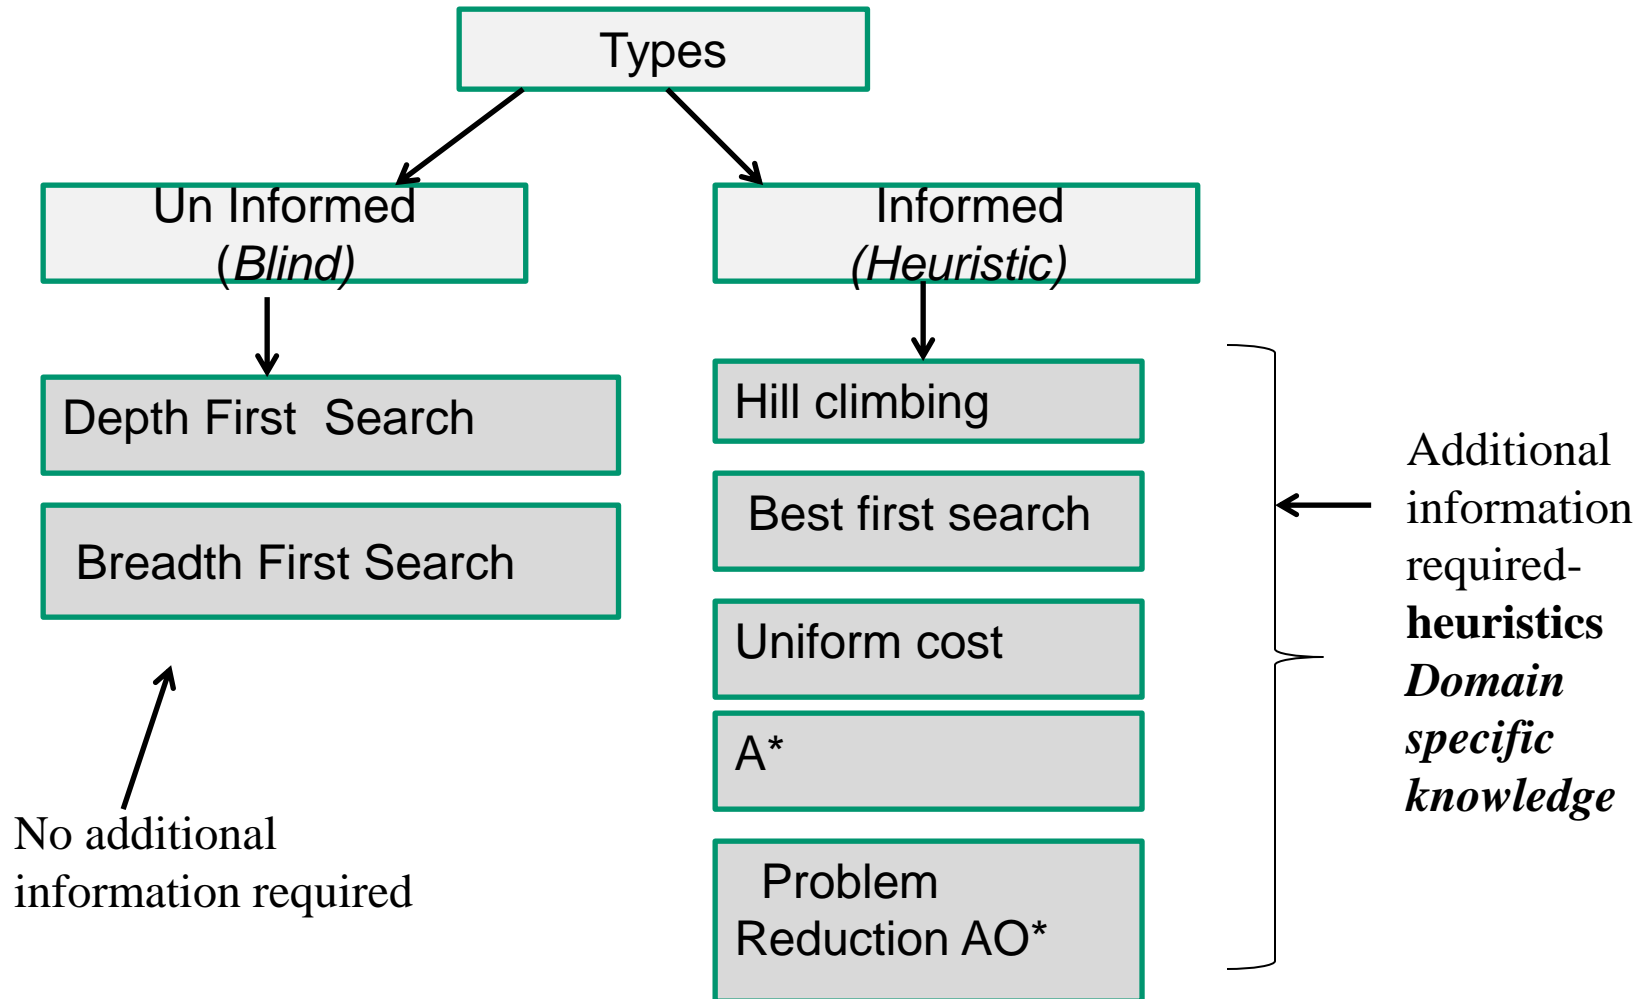 Types
Un Informed
(Blind)
Informed
(Heuristic)
Depth First  Search
Breadth First Search
No additional
information required
Hill climbing
Best first search
Uniform cost
A*
Problem
Reduction AO*
Additional
information
required-
heuristics
Domain
specific
knowledge